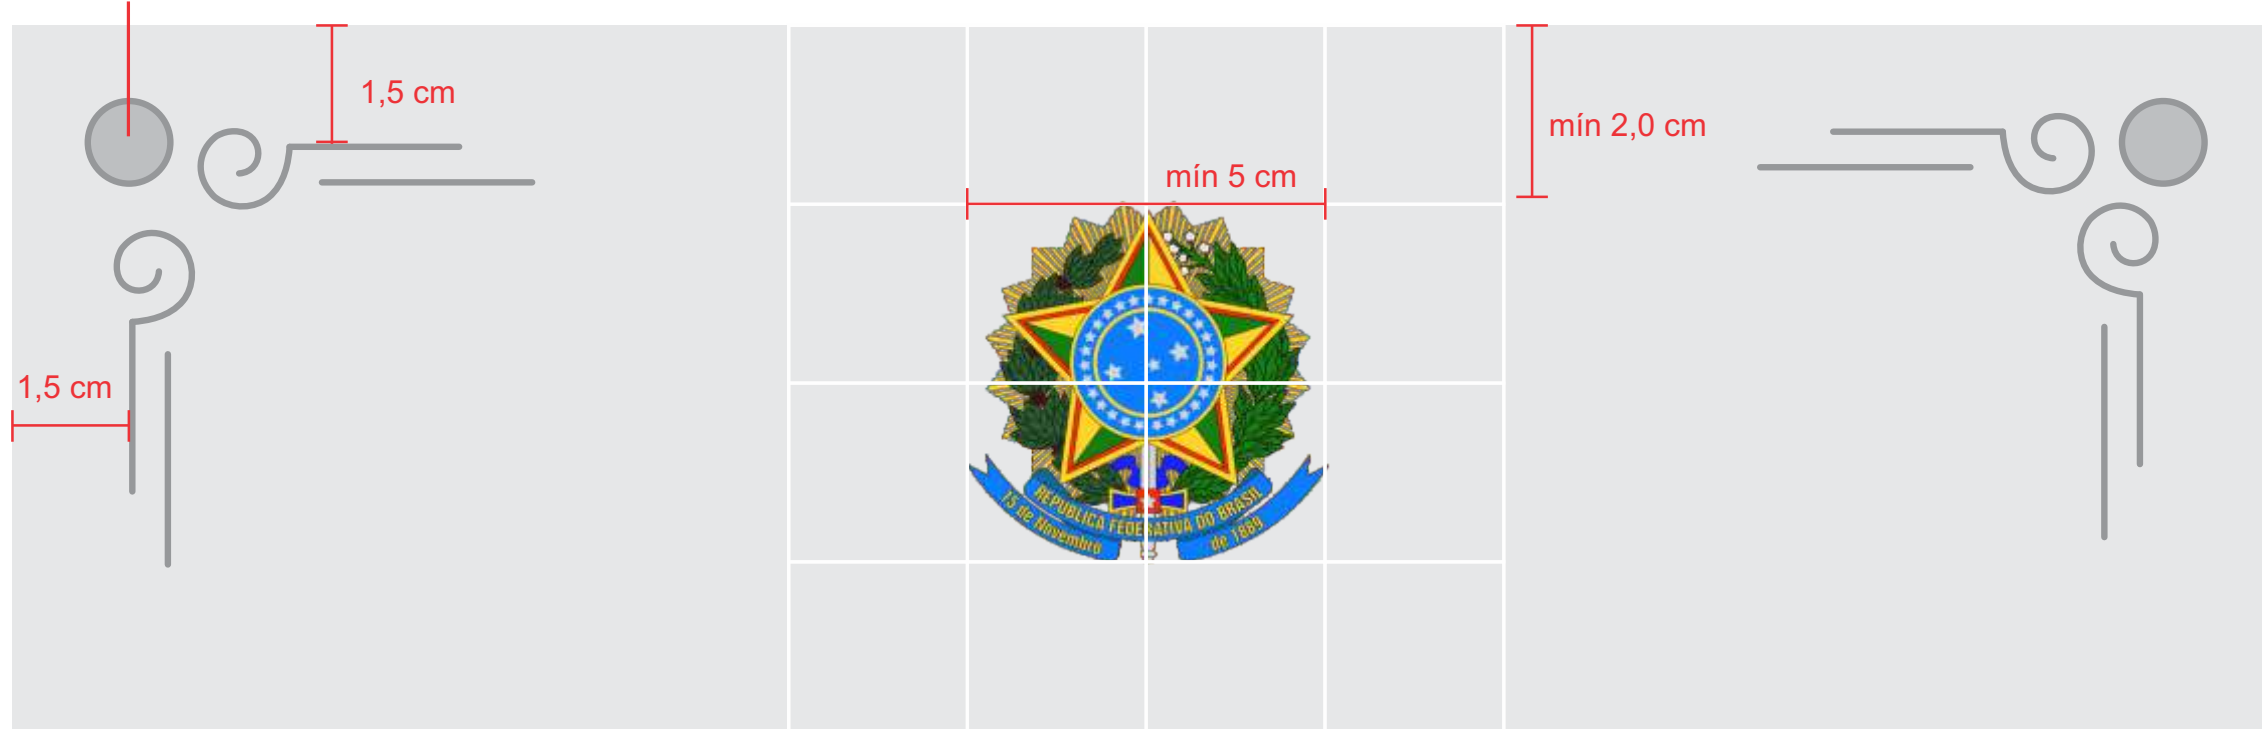 1,5 cm
mín 2,0 cm
mín 5 cm
1,5 cm
REPUBLICA FEDERATIVA DO BRASIL
15 de Novembro
de 1889